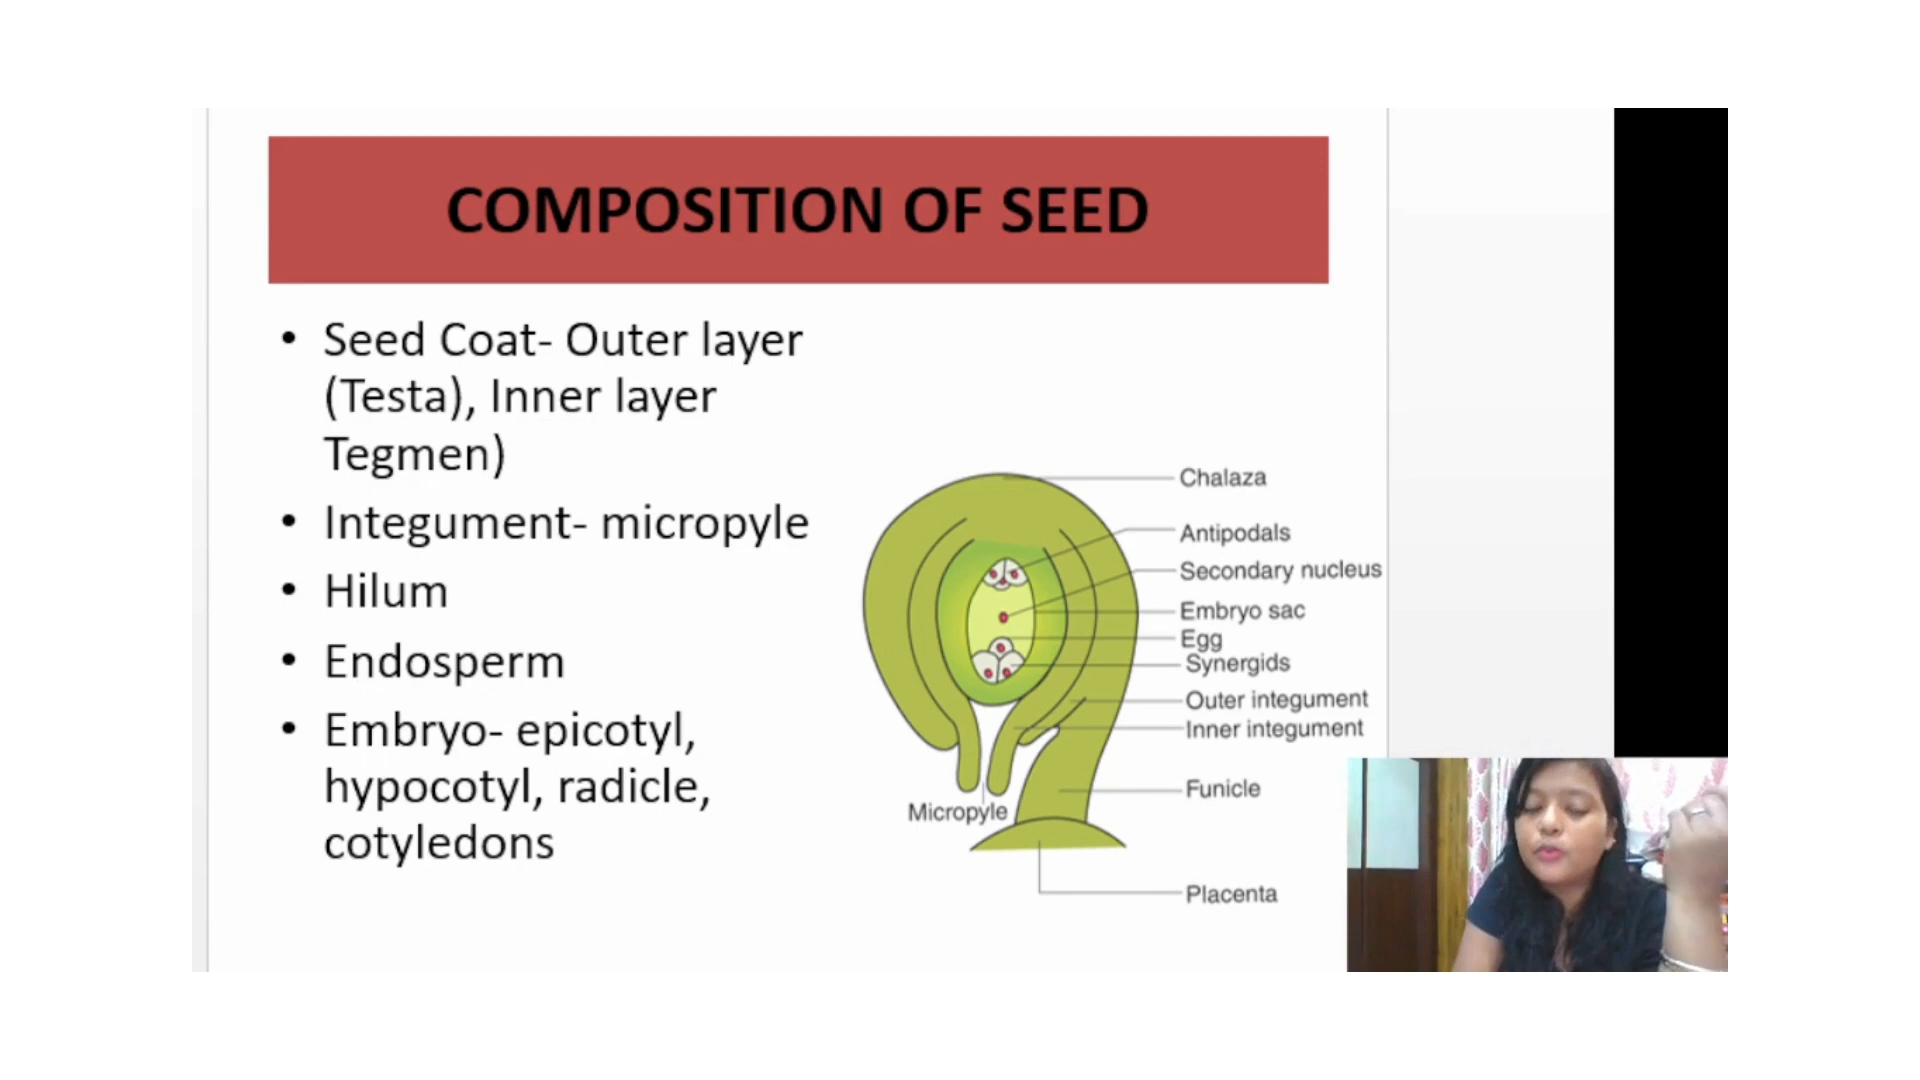 COMPOSITION OF SEED
• Seed Coat- Outer layer
(Testa), Inner layer
Tegmen)
• Integument- micropyle
• Hilum
• Endosperm
• Embryo- epicotyl,
hypocotyl, radicle,
cotyledons
Chalaza
Antipodals
Secondary nucleus
Embryo sac
Egg
Synergids
Outer integument
Inner integument
Funicle
Micropyle
Placenta